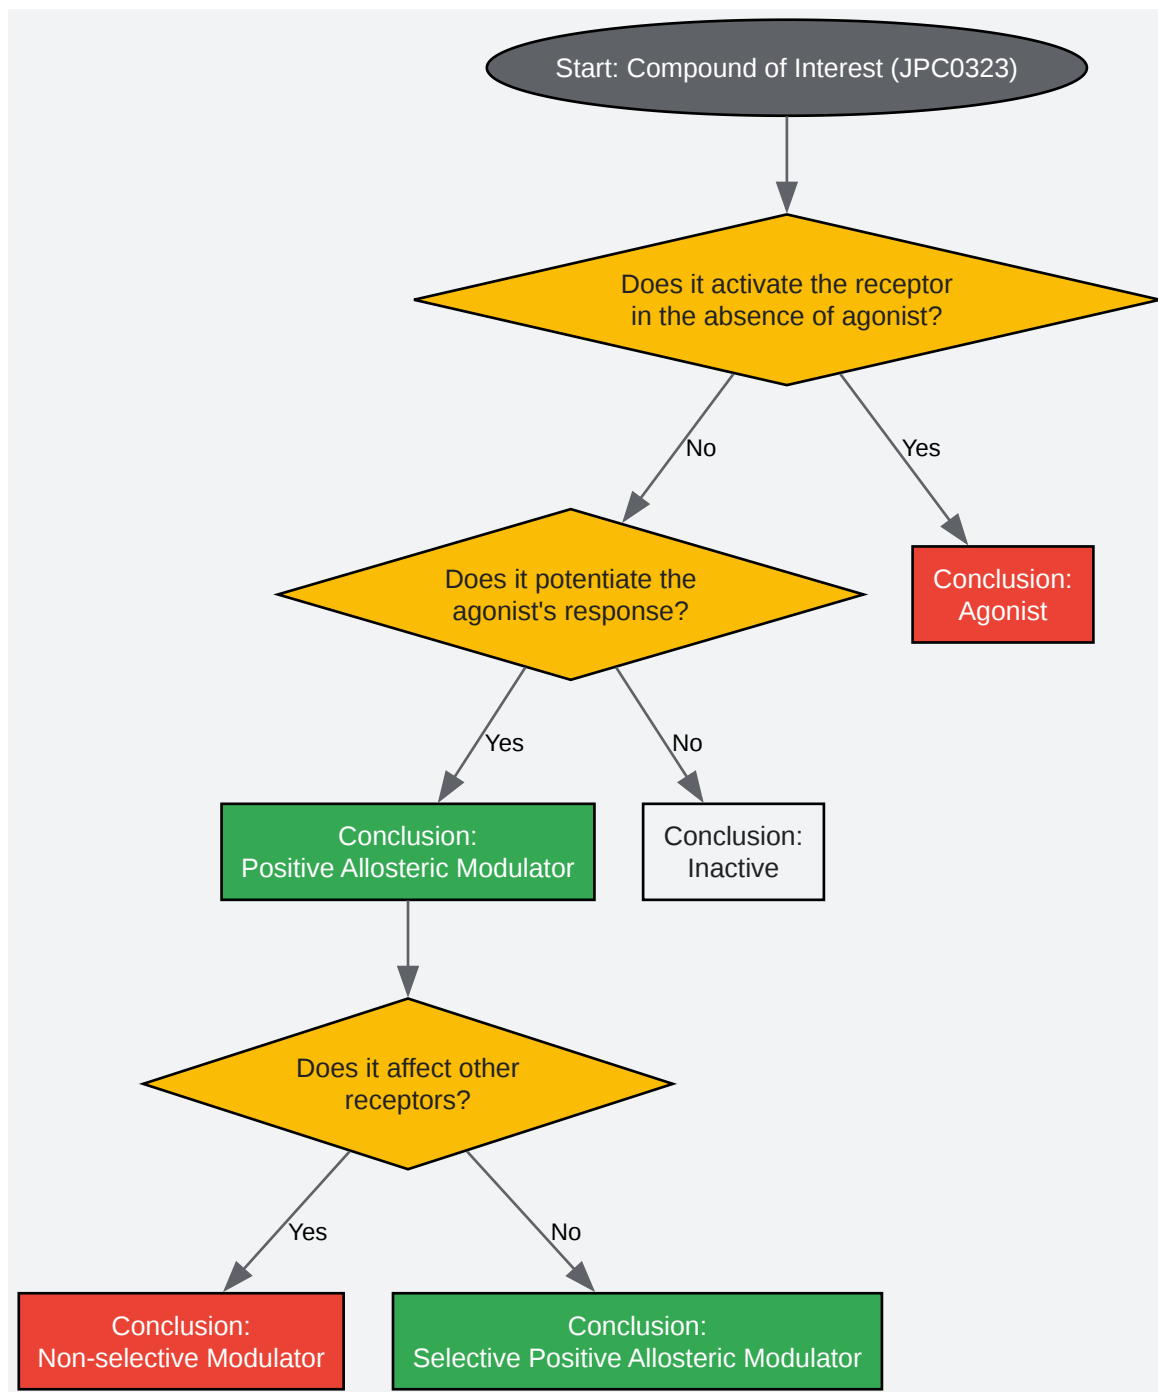 Start: Compound of Interest (JPC0323)
Does it activate the receptor
in the absence of agonist?
No
Yes
Does it potentiate the
agonist's response?
Conclusion:
Agonist
Yes
No
Conclusion:
Positive Allosteric Modulator
Conclusion:
Inactive
Does it affect other
receptors?
Yes
No
Conclusion:
Non-selective Modulator
Conclusion:
Selective Positive Allosteric Modulator